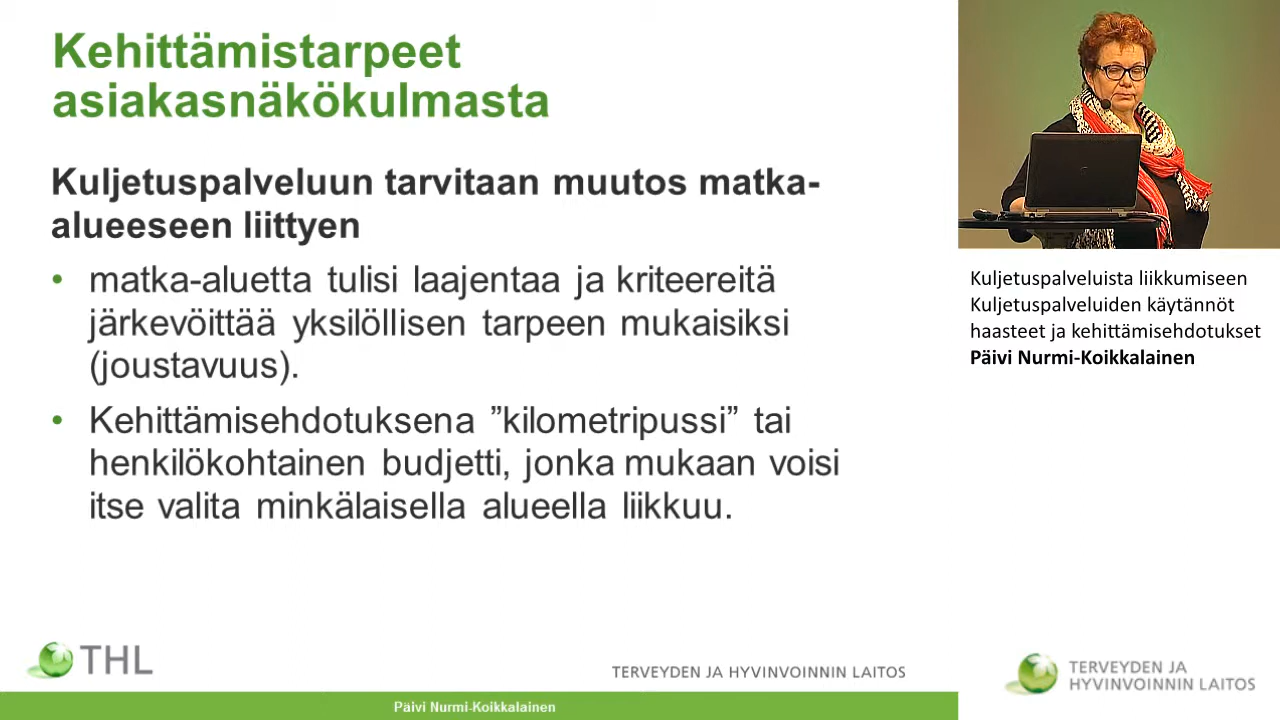 Kehittämistarpeet
asiakasnäkökulmasta
Kuljetuspalveluun tarvitaan muutos matka-
alueeseen liittyen
• matka-aluetta tulisi laajentaa ja kriteereitä
järkevöittää yksilöllisen tarpeen mukaisiksi
(joustavuus).
• Kehittämisehdotuksena ”kilometripussi” tai
henkilökohtainen budjetti, jonka mukaan voisi
itse valita minkälaisella alueella liikkuu.
THL
TERVEYDEN JA HYVINVOINNIN LAITOS
Päivi Nurmi-Koikkalainen
Kuljetuspalveluista liikkumiseen
Kuljetuspalveluiden käytännöt
haasteet ja kehittämisehdotukset
Päivi Nurmi-Koikkalainen
TERVEYDEN JA
HYVINVOINNIN LAITOS